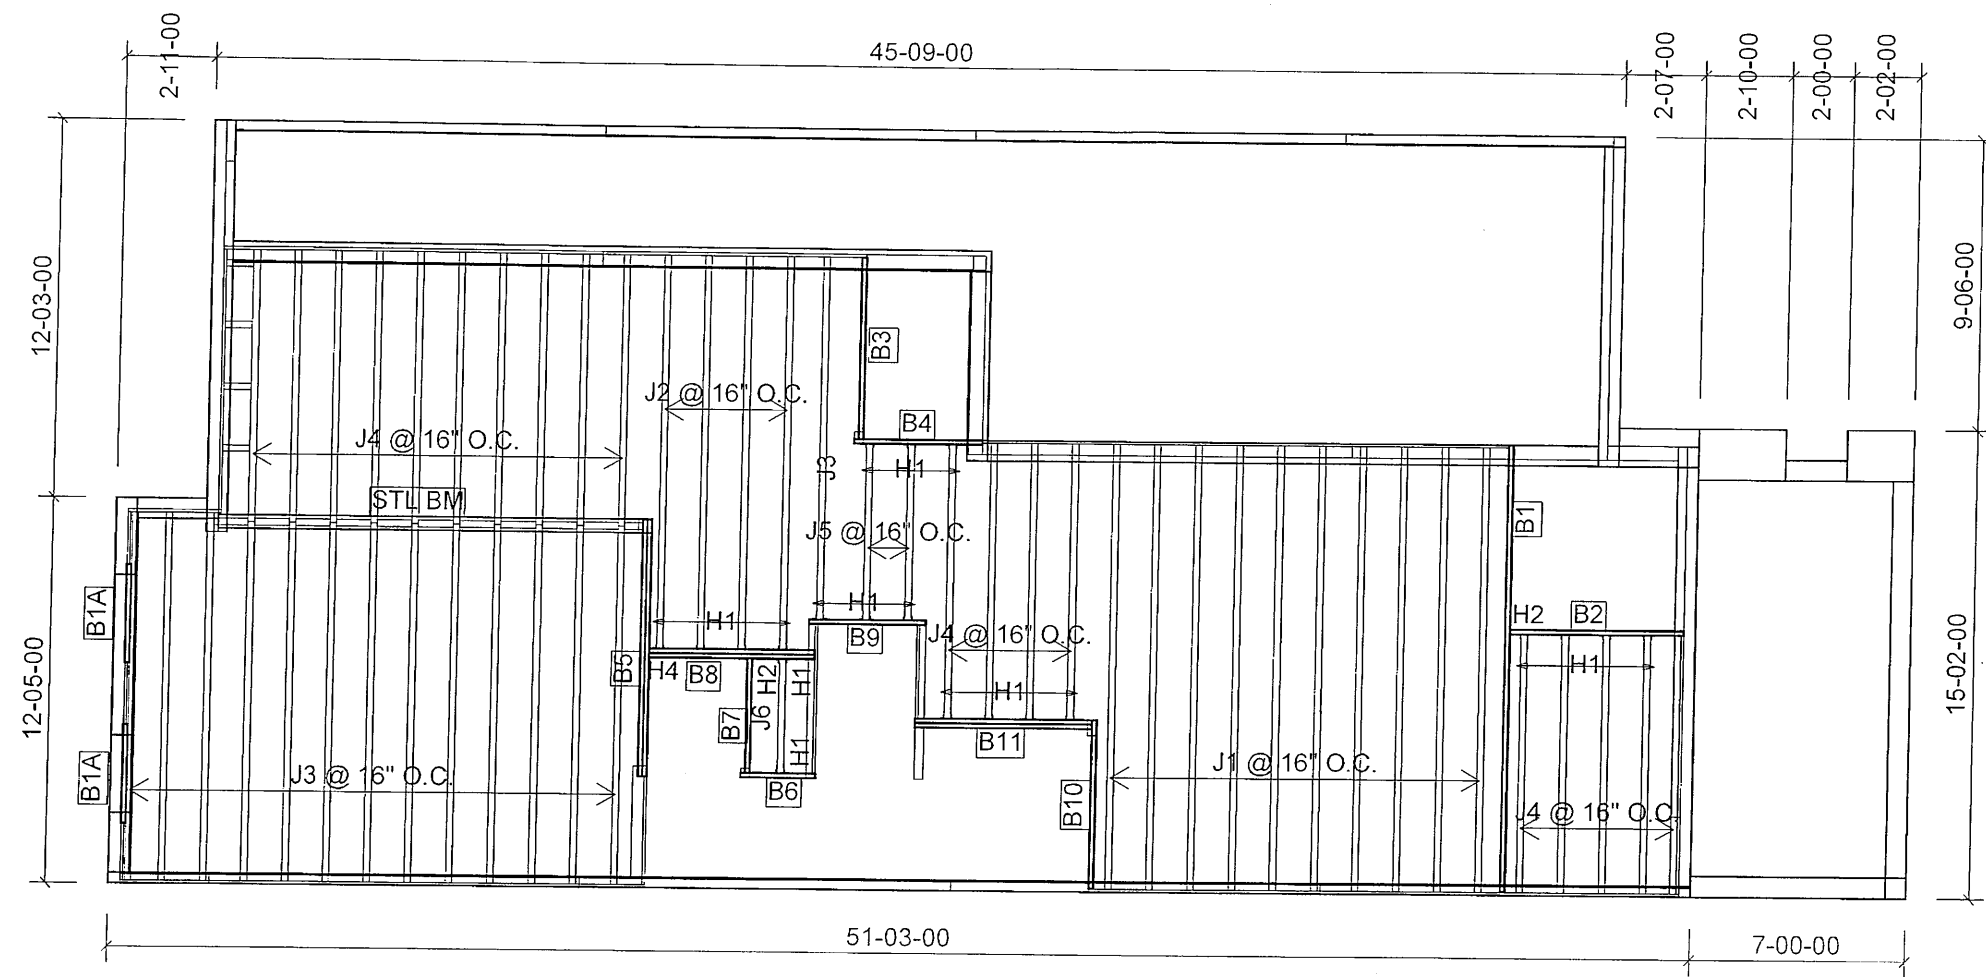 2-11-00
45-09-00
2-07-00
2-10-00
2-00-00
2-02-00
12-03-00
9-06-00
B3
J2 @ 16" O.C.
B4
J4 @ 16" O.C.
J3
H1
STL BM
J5 @ 16" O.C.
B1
B1A
H1
H1
B9
J4 @ 16" O.C.
H2
B2
12-05-00
B5
H4
B8
H2
H1
H1
H1
15-02-00
B7
J6
H1
B11
B1A
J3 @ 16" O.C.
B6
B10
J1 @ 16" O.C.
J4 @ 16" O.C.
51-03-00
7-00-00